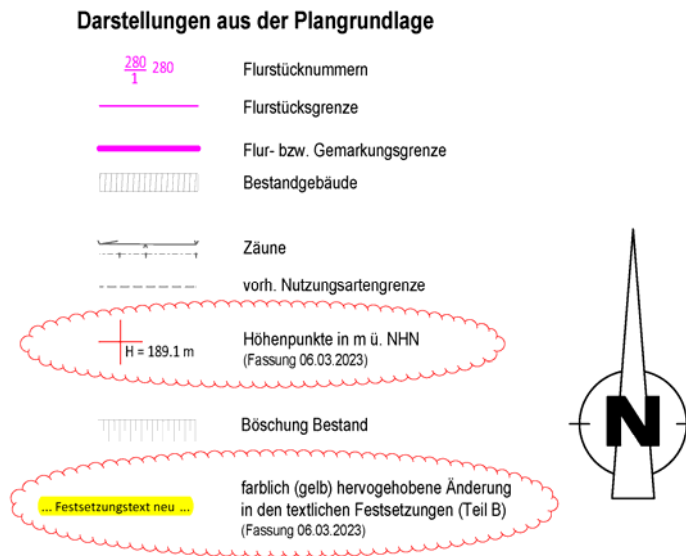 Darstellungen aus der Plangrundlage
280
1
280
Flurstücknummern
Flurstücksgrenze
Flur- bzw. Gemarkungsgrenze
Bestandgebäude
Zäune
vorh. Nutzungsartengrenze
H = 189.1 m
Höhenpunkte in m ü. NHN
(Fassung 06.03.2023)
Böschung Bestand
... Festsetzungstext neu ...
farblich (gelb) hervogehobene Änderung
in den textlichen Festsetzungen (Teil B)
(Fassung 06.03.2023)
N